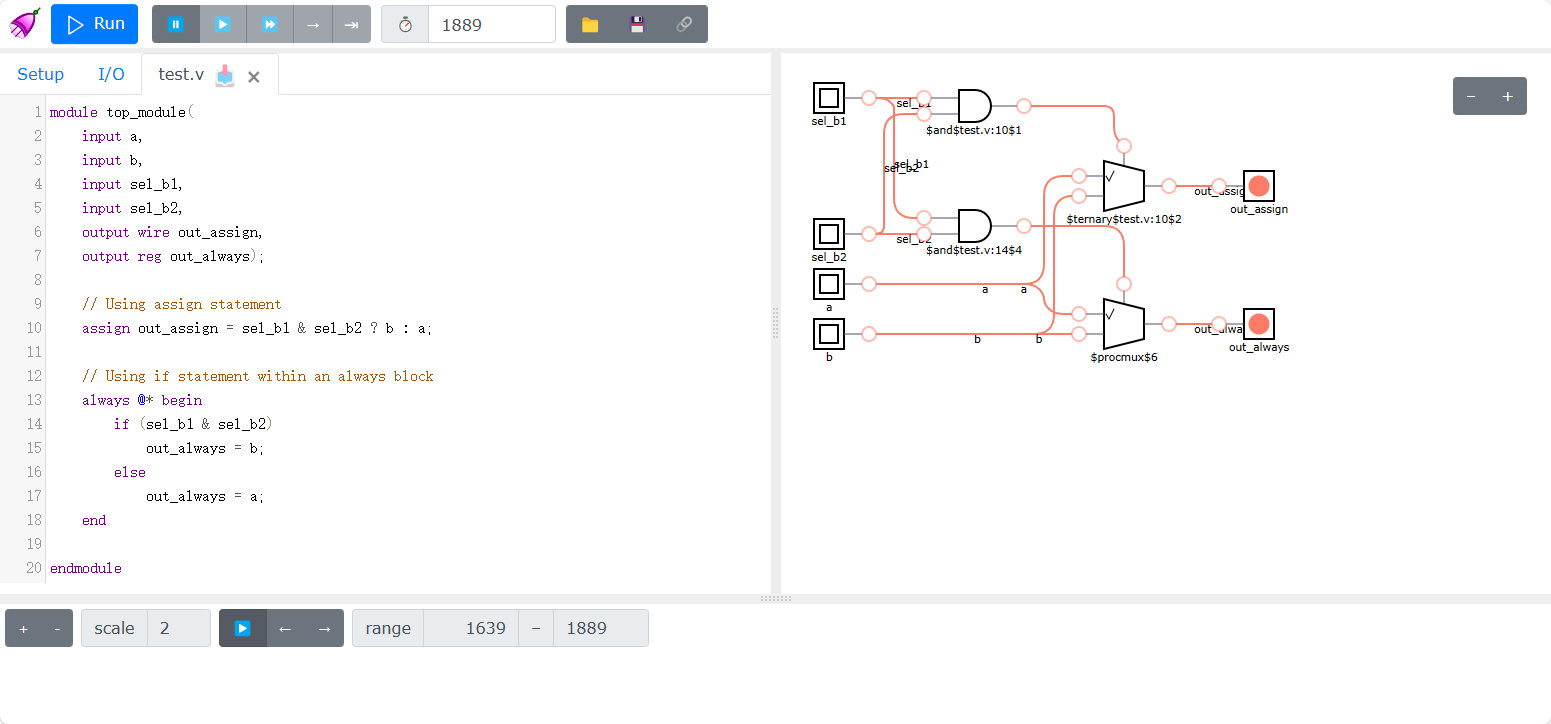 Run
1889
Setup
I/O
test.v
1 module top_module(
2 input a,
3 input b,
4 input sel_b1,
5 input sel_b2,
6 output wire out_assign,
7 output reg out_always);
8
9 // Using assign statement
10 assign out_assign = sel_b1 & sel_b2 ? b : a;
11
12 // Using if statement within an always block
13 always @* begin
14 if (sel_b1 & sel_b2)
15 out_always = b;
16 else
17 out_always = a;
18 end
19
20 endmodule
sel_b1
sel_b1
$and$test.v:10$1
sel_b1
sel_b2
out_assig
out_assign
$ternary$test.v:10$2
sel_b2
sel_b2
$and$test.v:14$4
a
a
a
b
b
b
out_alwa
out_always
$procmux$6
+ -
scale
2
range
1639 – 1889